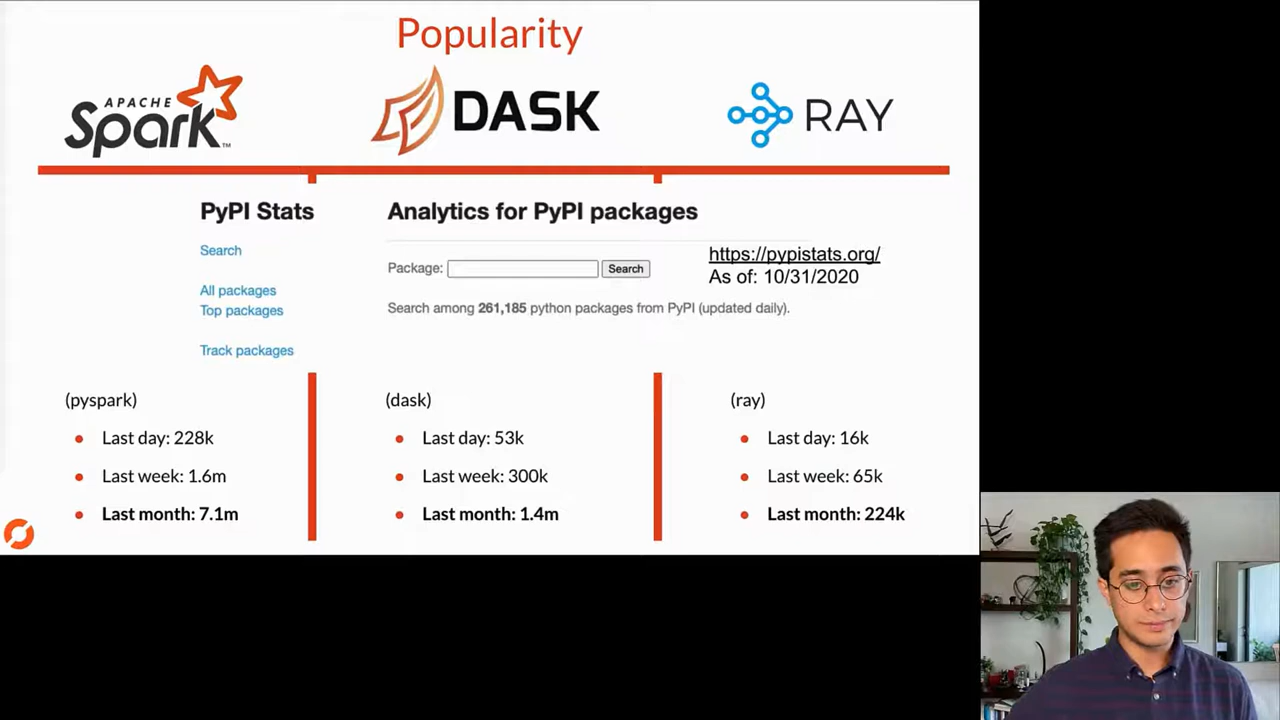 Popularity
APACHE
Spark™
DASK
RAY
PyPI Stats
Search
All packages
Top packages
Track packages
Analytics for PyPI packages
Package: Search
Search among 261,185 python packages from PyPI (updated daily).
https://pypistats.org/
As of: 10/31/2020
(pyspark)
• Last day: 228k
• Last week: 1.6m
• Last month: 7.1m
(dask)
• Last day: 53k
• Last week: 300k
• Last month: 1.4m
(ray)
• Last day: 16k
• Last week: 65k
• Last month: 224k